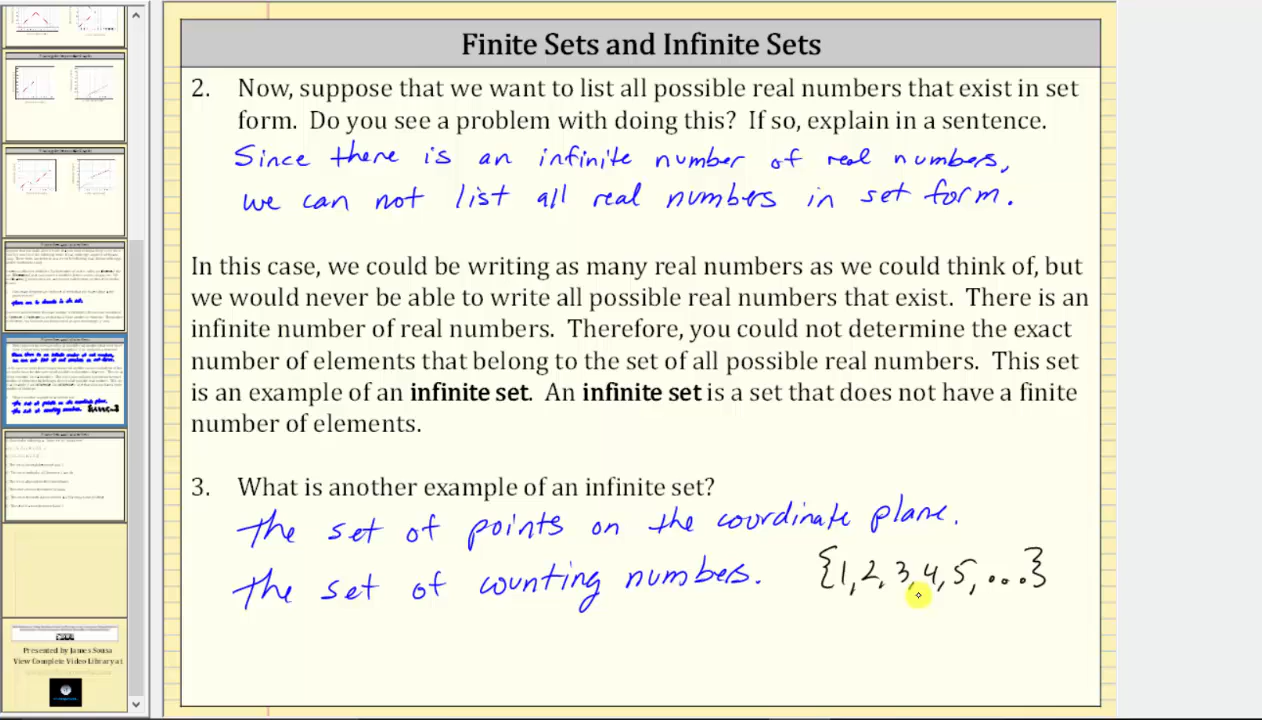 Finite Sets and Infinite Sets
2. Now, suppose that we want to list all possible real numbers that exist in set
form. Do you see a problem with doing this? If so, explain in a sentence.
Since there is an infinite number of real numbers,
we can not list all real numbers in set form.
In this case, we could be writing as many real numbers as we could think of, but
we would never be able to write all possible real numbers that exist. There is an
infinite number of real numbers. Therefore, you could not determine the exact
number of elements that belong to the set of all possible real numbers. This set
is an example of an infinite set. An infinite set is a set that does not have a finite
number of elements.
3. What is another example of an infinite set?
The set of points on the coordinate plane.
The set of counting numbers. {1, 2, 3, 4, 5, ...}
Presented by James Sousa
View Complete Video Library at